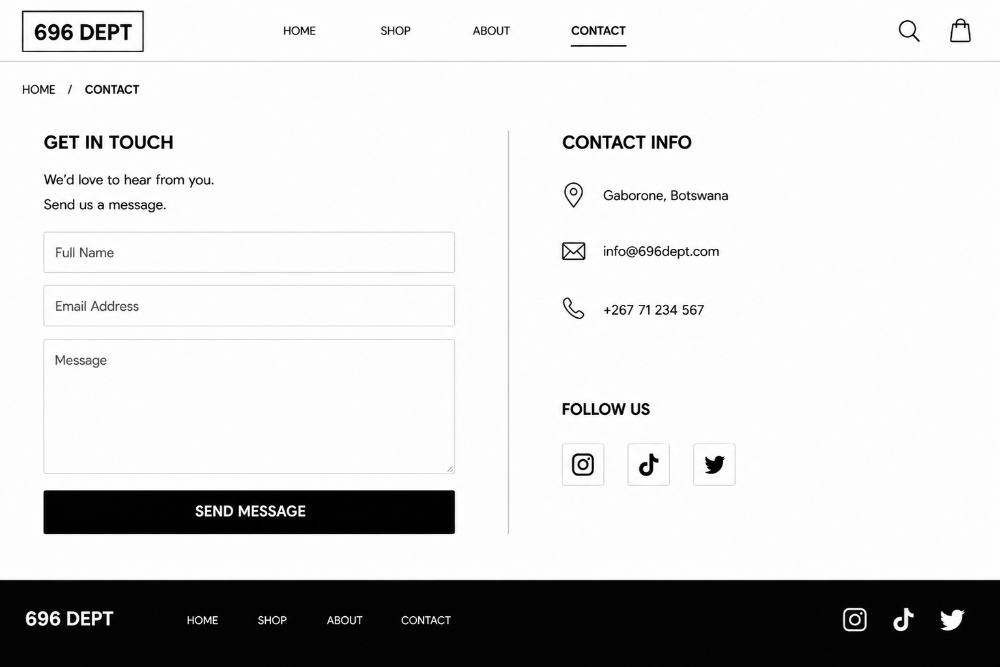 696 DEPT
HOME
SHOP
ABOUT
CONTACT
HOME / CONTACT
GET IN TOUCH
We’d love to hear from you.
Send us a message.
Full Name
Email Address
Message
SEND MESSAGE
CONTACT INFO
Gaborone, Botswana
info@696dept.com
+267 71 234 567
FOLLOW US
696 DEPT
HOME
SHOP
ABOUT
CONTACT